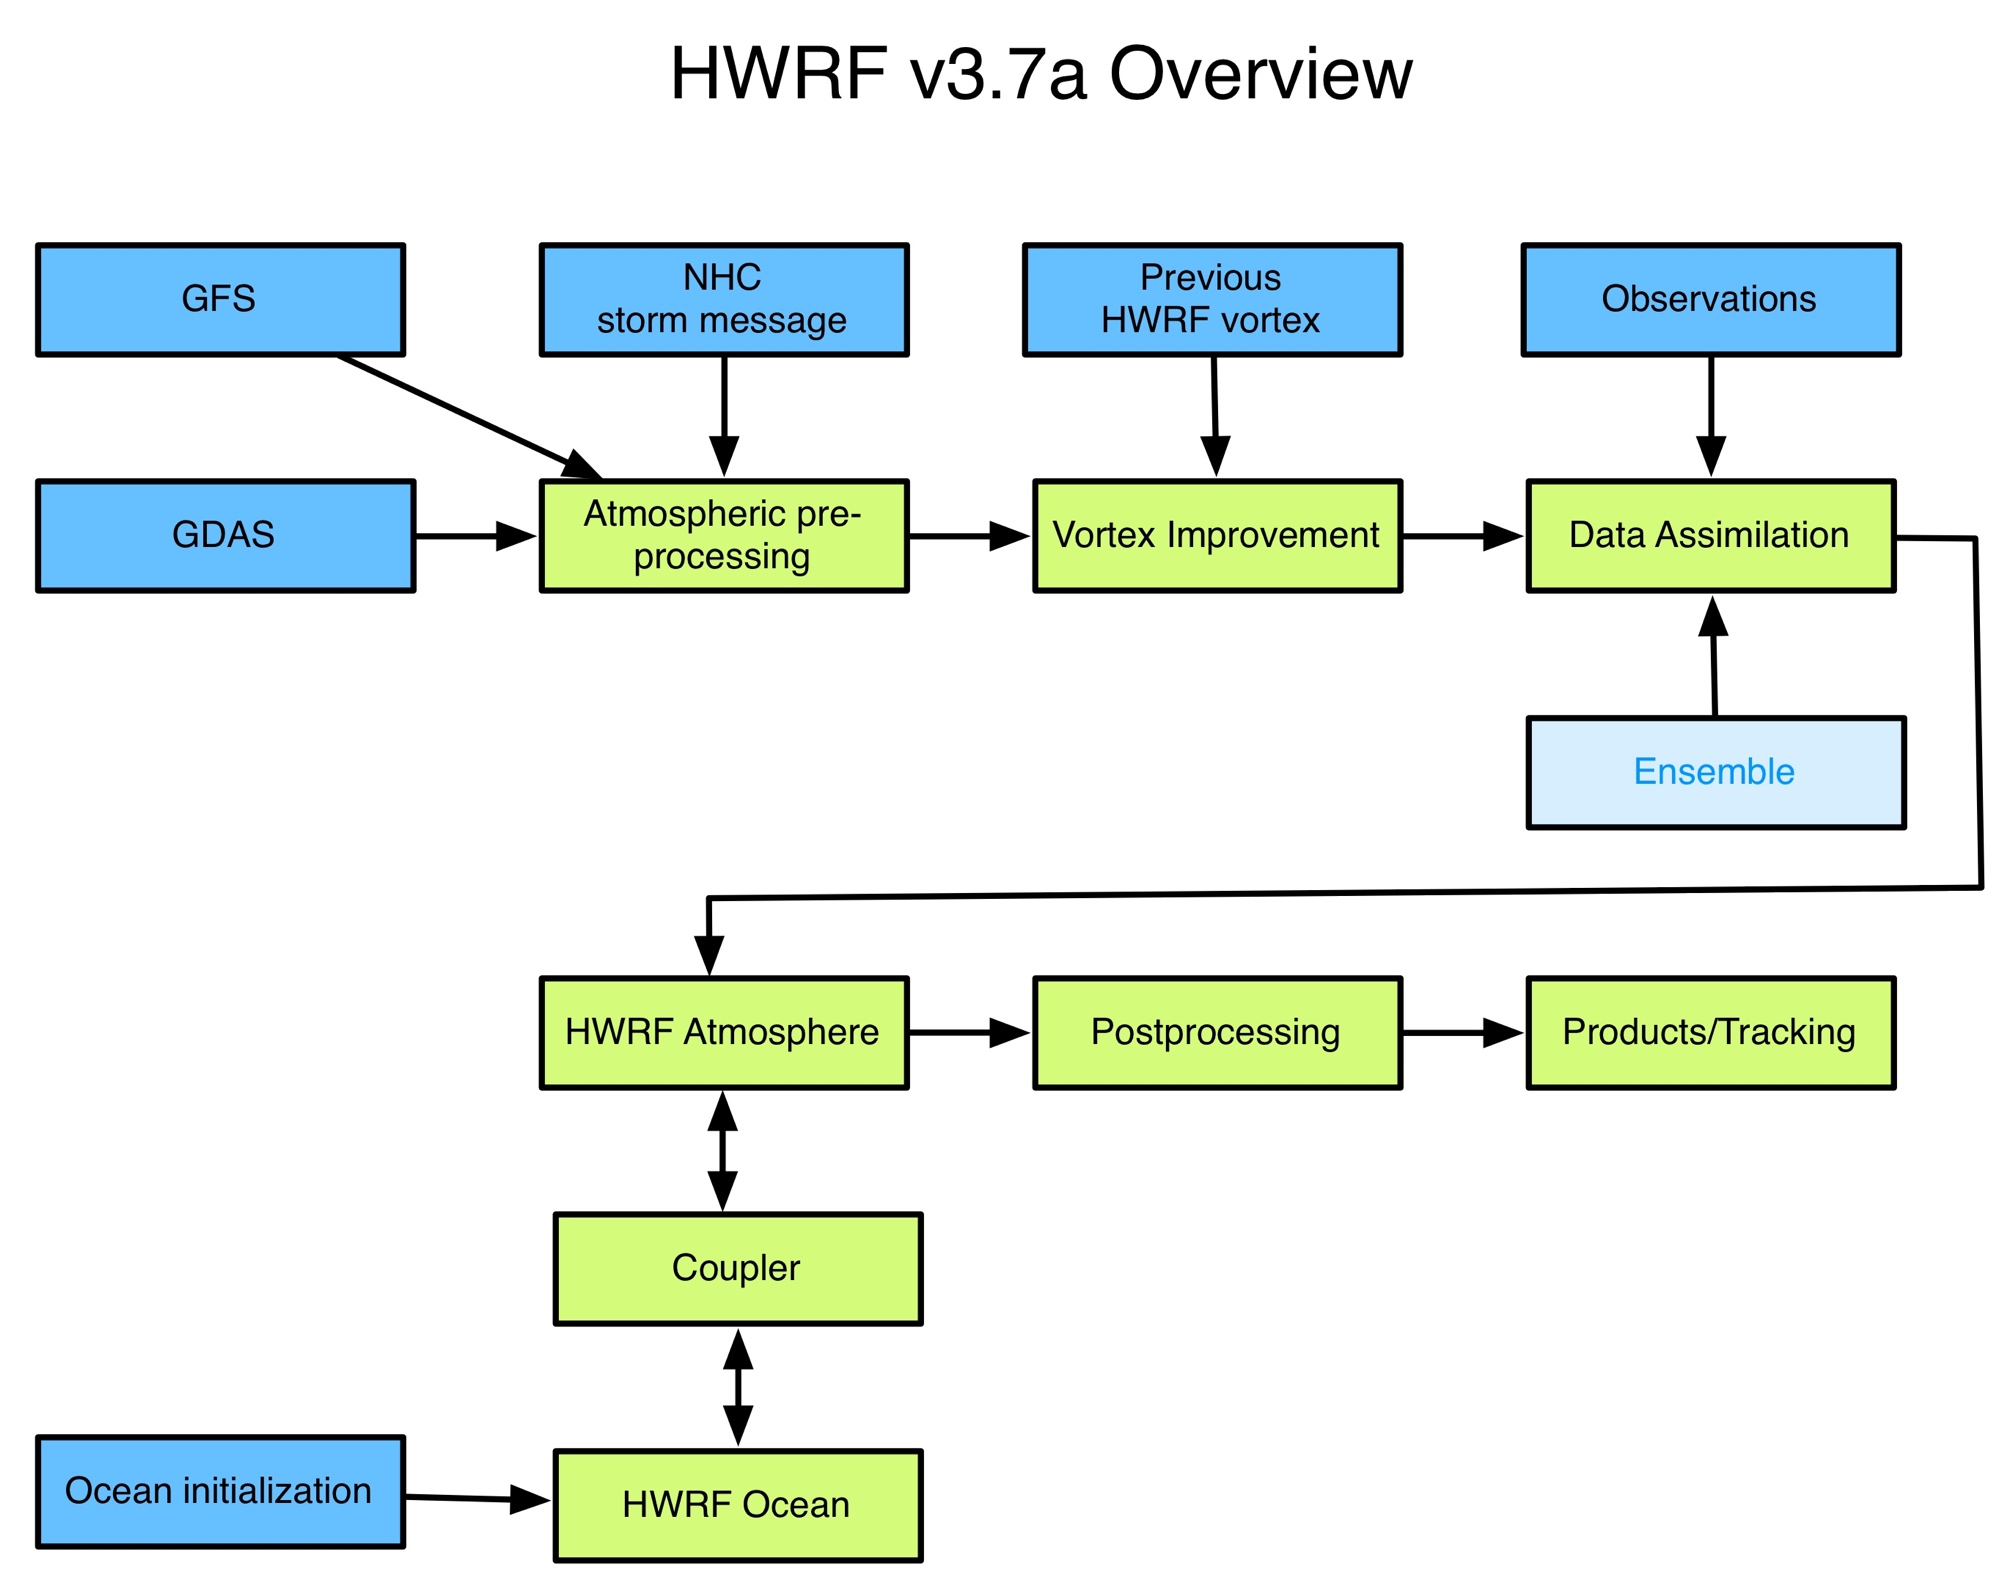 HWRF v3.7a Overview
GFS
NHC
storm message
Previous
HWRF vortex
Observations
GDAS
Atmospheric pre-
processing
Vortex Improvement
Data Assimilation
Ensemble
HWRF Atmosphere
Postprocessing
Products/Tracking
Coupler
Ocean initialization
HWRF Ocean